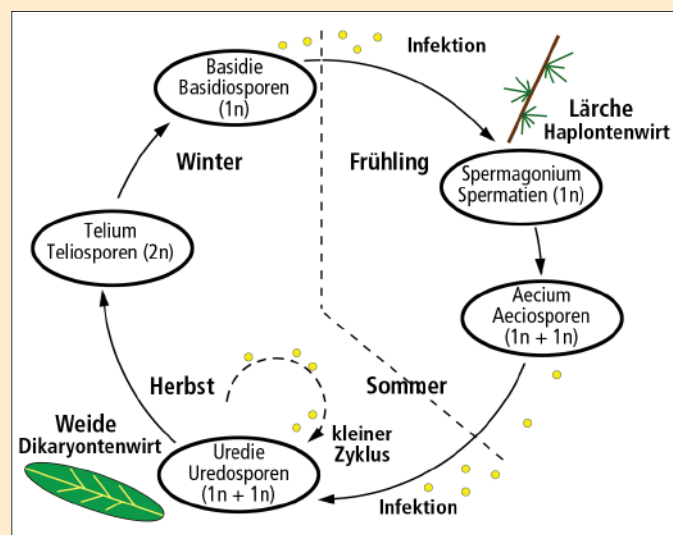 Infektion
Basidie
Basidiosporen
(1n)
Lärche
Haplontenwirt
Winter
Frühling
Spermagonium
Spermatien (1n)
Telium
Teliosporen (2n)
Aecium
Aeciosporen
(1n + 1n)
Herbst
Sommer
Weide
Dikaryontenwirt
kleiner
Zyklus
Uredie
Uredosporen
(1n + 1n)
Infektion